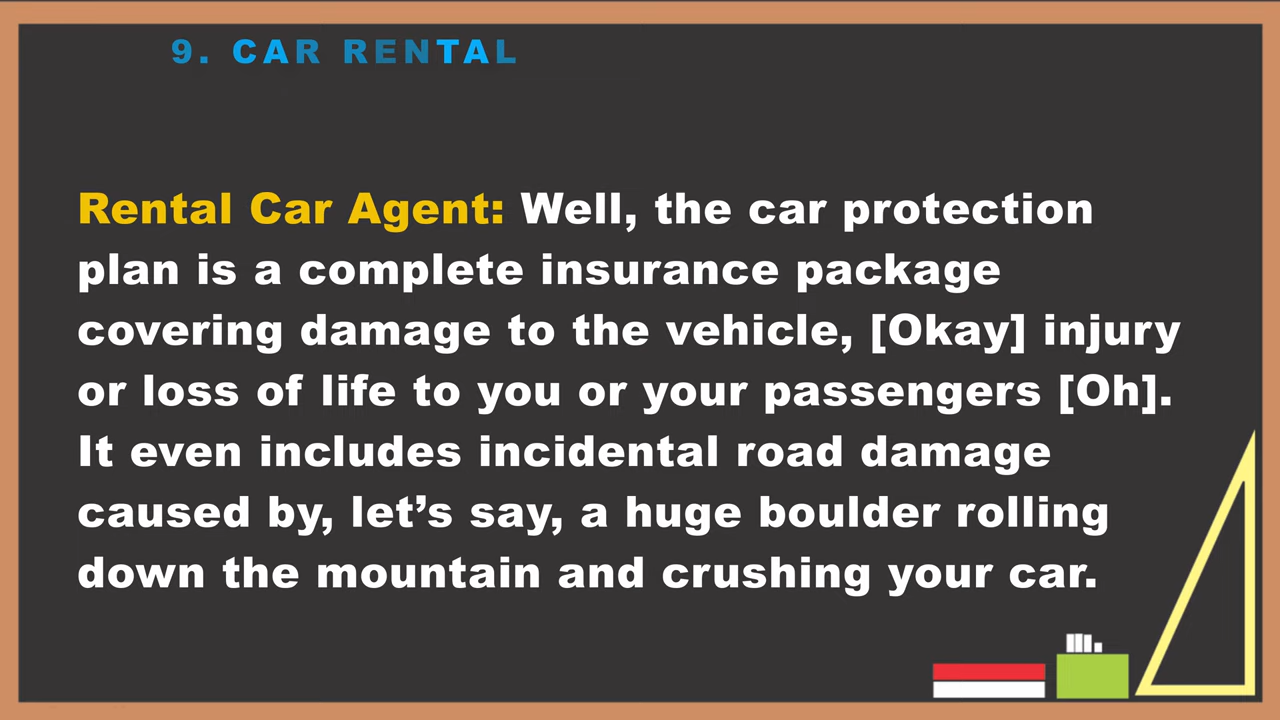 9. CAR RENTAL
Rental Car Agent: Well, the car protection
plan is a complete insurance package
covering damage to the vehicle, [Okay] injury
or loss of life to you or your passengers [Oh].
It even includes incidental road damage
caused by, let’s say, a huge boulder rolling
down the mountain and crushing your car.